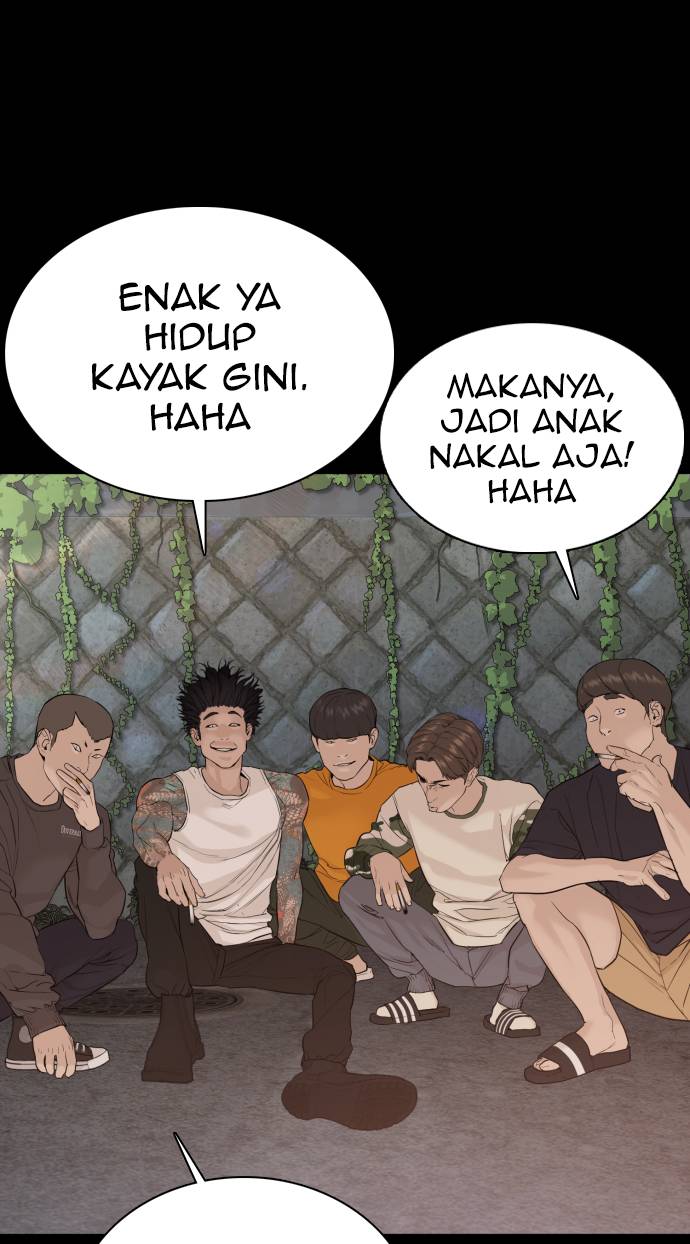 ENAK YA
HIDUP
KAYAK GINI.
HAHA
MAKANYA,
JADI ANAK
NAKAL AJA!
HAHA